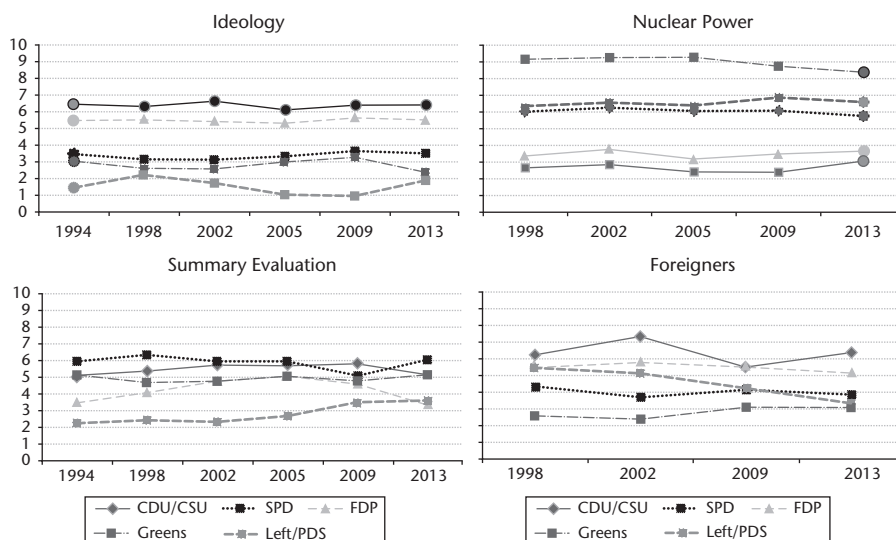 Ideology
10
9
8
7
6
5
4
3
2
1
0
1994 1998 2002 2005 2009 2013
Nuclear Power
1998 2002 2005 2009 2013
Summary Evaluation
10
9
8
7
6
5
4
3
2
1
0
1994 1998 2002 2005 2009 2013
Foreigners
1998 2002 2009 2013
CDU/CSU SPD FDP
Greens Left/PDS
CDU/CSU SPD FDP
Greens Left/PDS